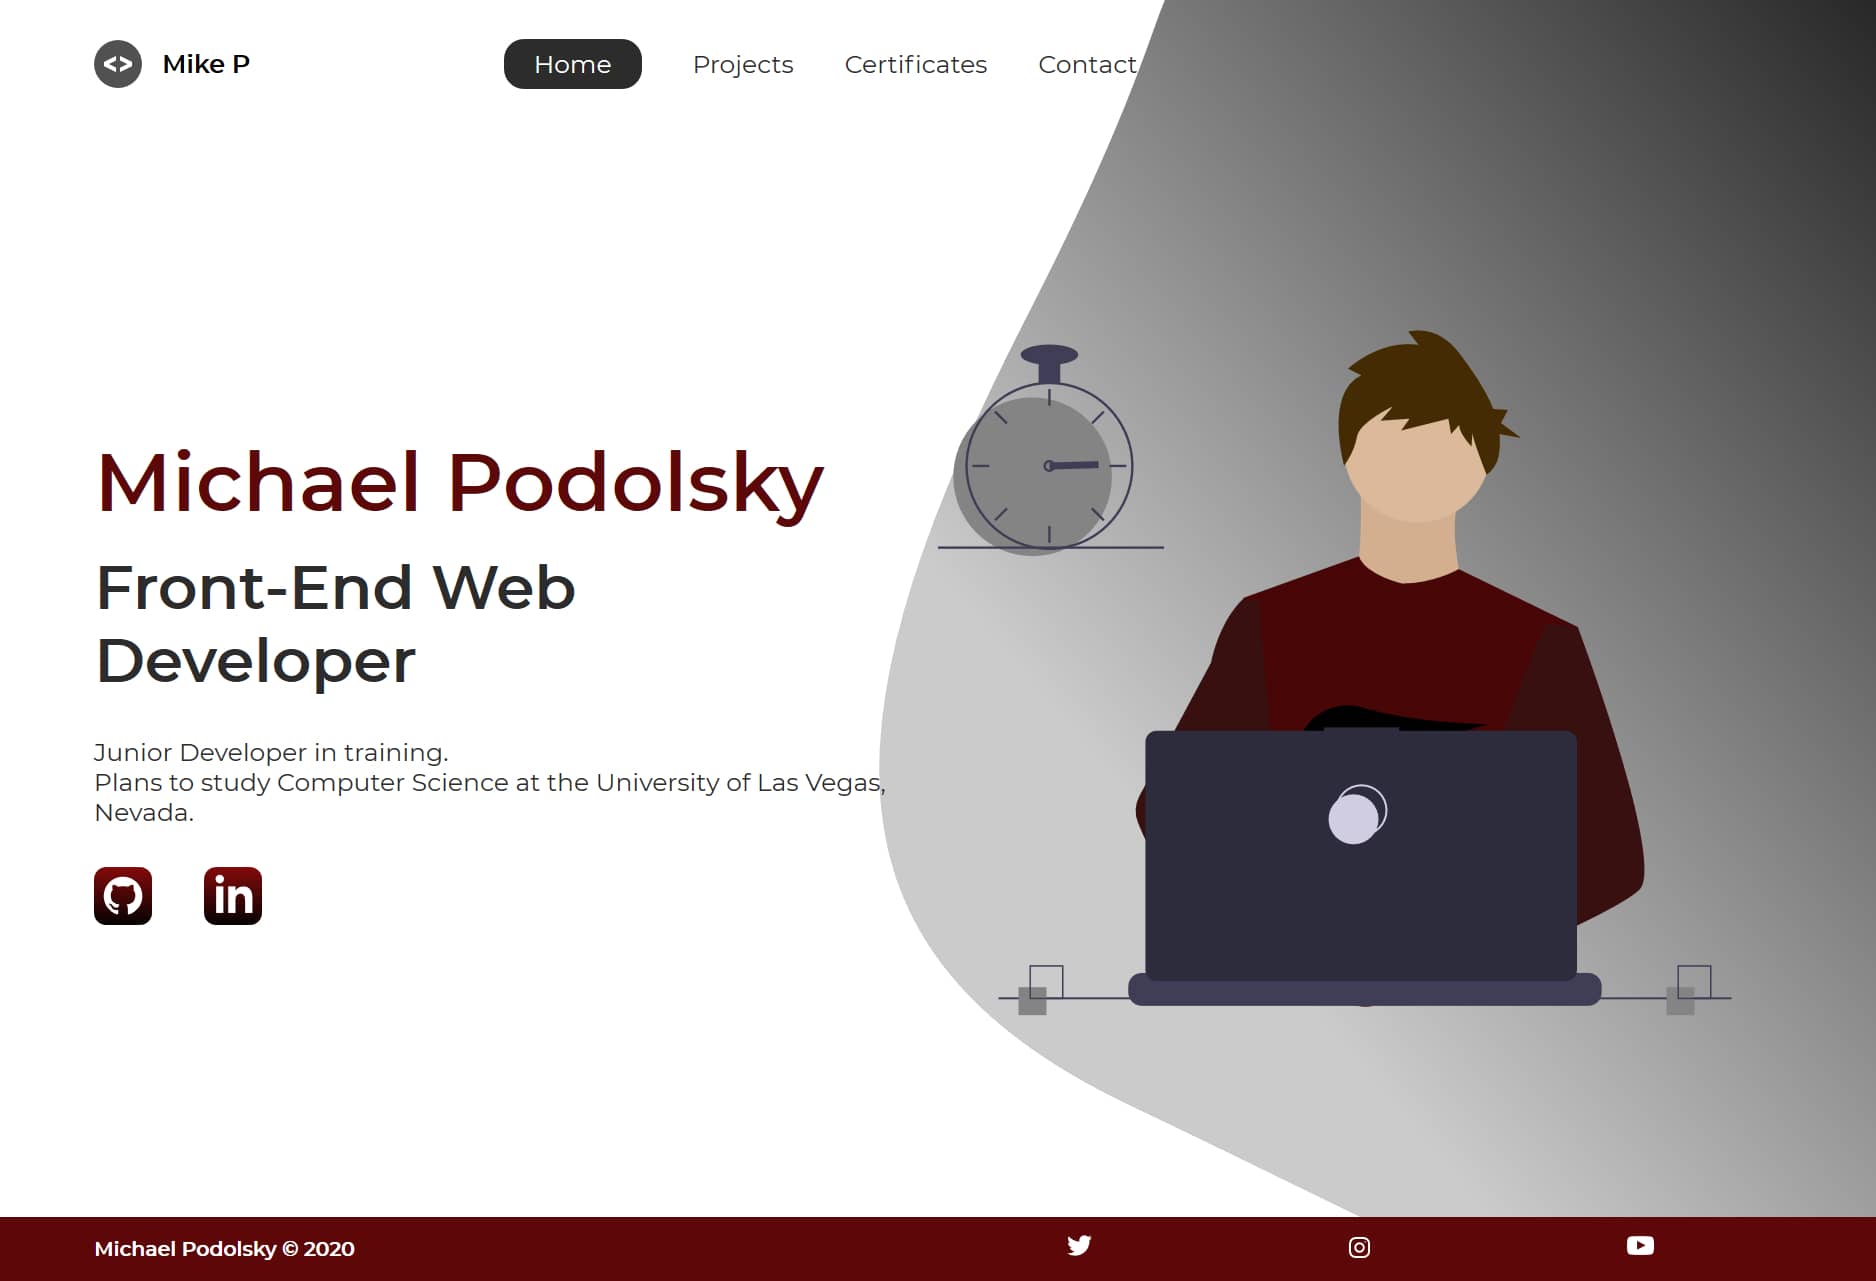 <> Mike P
Home Projects Certificates Contact
Michael Podolsky
Front-End Web
Developer
Junior Developer in training.
Plans to study Computer Science at the University of Las Vegas,
Nevada.
in
Michael Podolsky © 2020